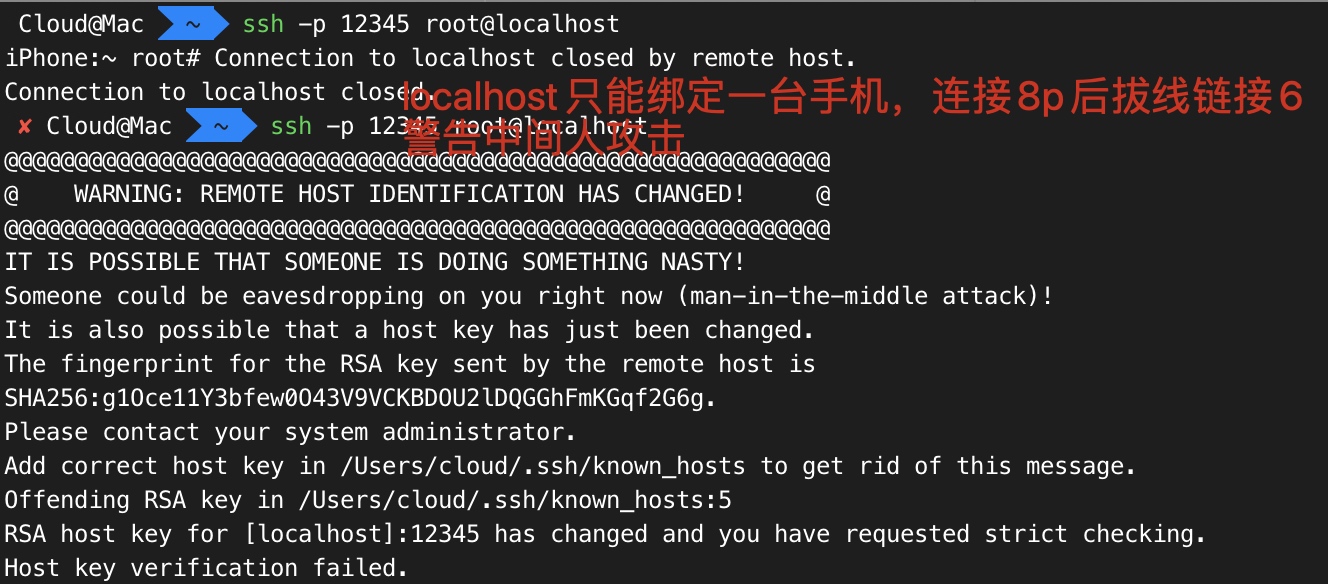 Cloud@Mac ~ ssh -p 12345 root@localhost
iPhone:~ root# Connection to localhost closed by remote host.
Connection to localhost closed.
localhost 只能绑定一台手机，连接8p后拔线链接6
✘ Cloud@Mac ~ ssh -p 12345 root@localhost
警告中间人攻击
@@@@@@@@@@@@@@@@@@@@@@@@@@@@@@@@@@@@@@@@@@@@@@@@@@@@@@@@@@@
@    WARNING: REMOTE HOST IDENTIFICATION HAS CHANGED!     @
@@@@@@@@@@@@@@@@@@@@@@@@@@@@@@@@@@@@@@@@@@@@@@@@@@@@@@@@@@@
IT IS POSSIBLE THAT SOMEONE IS DOING SOMETHING NASTY!
Someone could be eavesdropping on you right now (man-in-the-middle attack)!
It is also possible that a host key has just been changed.
The fingerprint for the RSA key sent by the remote host is
SHA256:g1Oce11Y3bfew0O43V9VCKBDOU2lDQGGhFmKGqf2G6g.
Please contact your system administrator.
Add correct host key in /Users/cloud/.ssh/known_hosts to get rid of this message.
Offending RSA key in /Users/cloud/.ssh/known_hosts:5
RSA host key for [localhost]:12345 has changed and you have requested strict checking.
Host key verification failed.